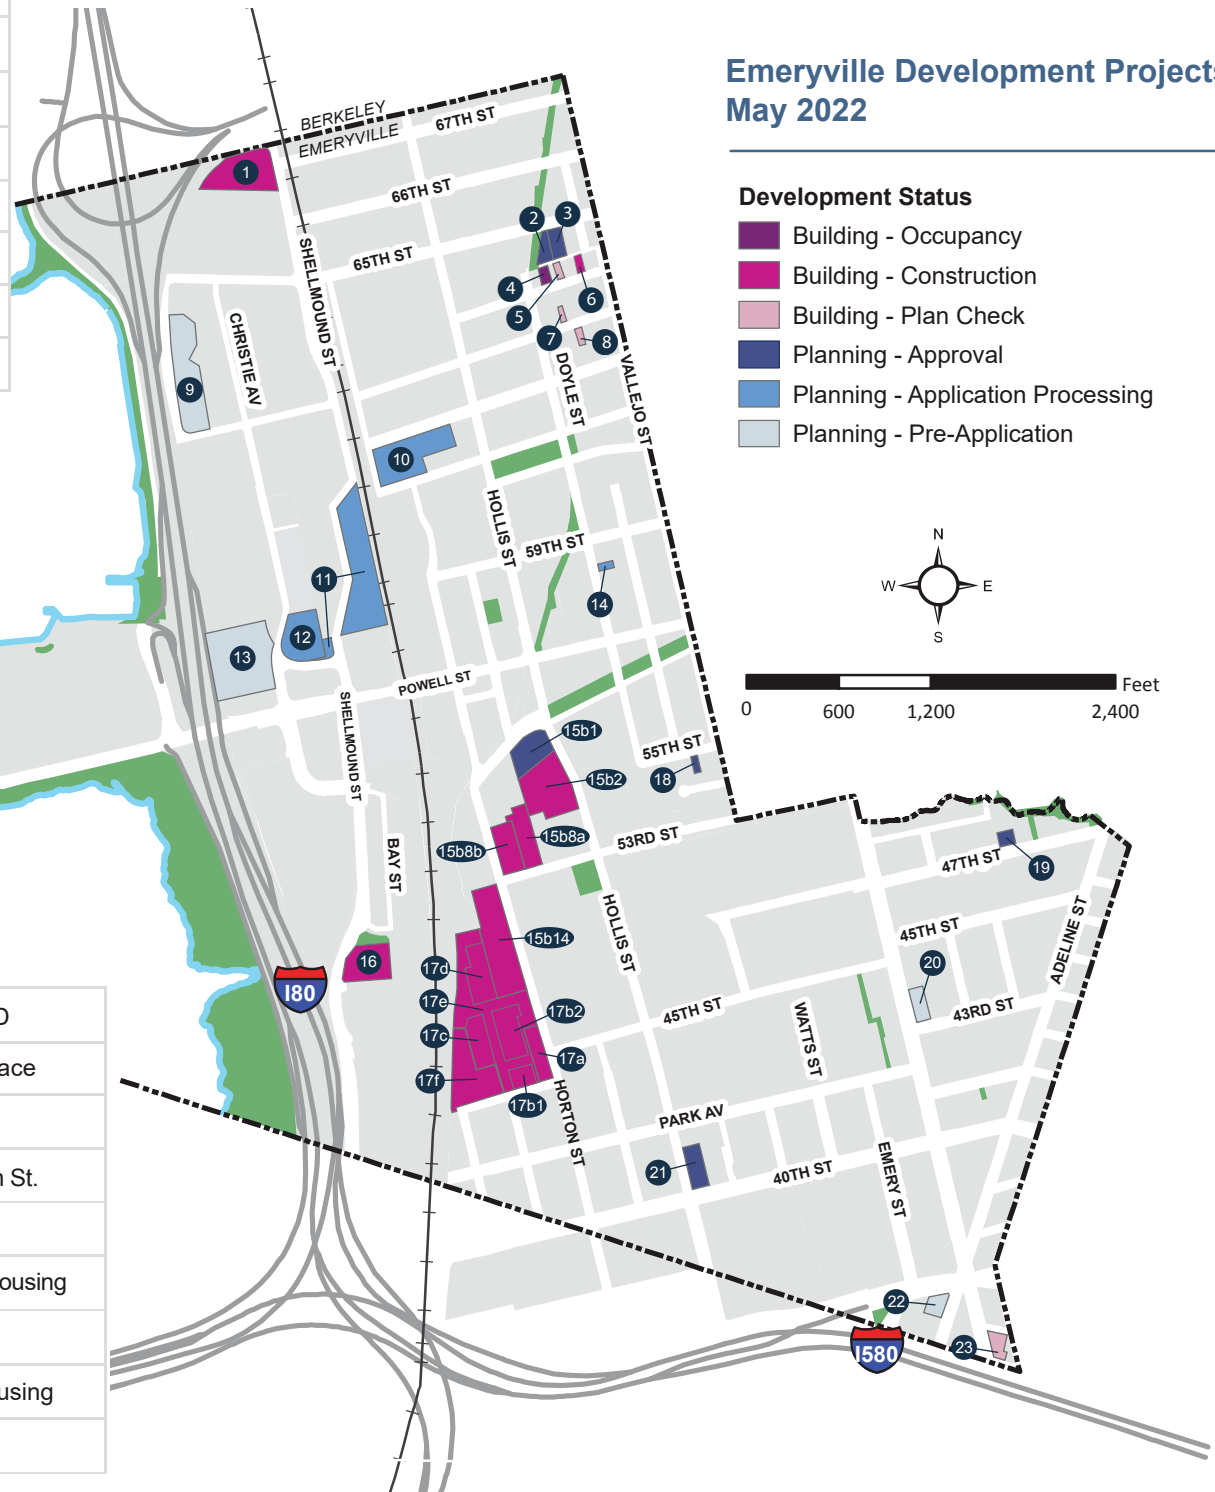 Emeryville Development Projects
May 2022
Development Status
Building - Occupancy
Building - Construction
Building - Plan Check
Planning - Approval
Planning - Application Processing
Planning - Pre-Application
N
W
E
S
Feet
0
600
1,200
2,400
BERKELEY
EMERYVILLE
67TH ST
66TH ST
65TH ST
SHELLMOUND ST
CHRISTIE AV
DOYLE ST
VALLEJO ST
HOLLIS ST
59TH ST
POWELL ST
SHELLMOUND ST
55TH ST
53RD ST
BAY ST
HOLLIS ST
47TH ST
45TH ST
ADELINE ST
43RD ST
45TH ST
WATTS ST
HORTON ST
PARK AV
40TH ST
EMERY ST
1
2
3
4
5
6
7
8
9
10
11
12
13
14
15b1
15b2
18
15b8a
15b8b
19
15b14
16
17d
20
17e
17b2
17c
17a
17f
17b1
21
22
23
I80
I580
ace
St.
ousing
using